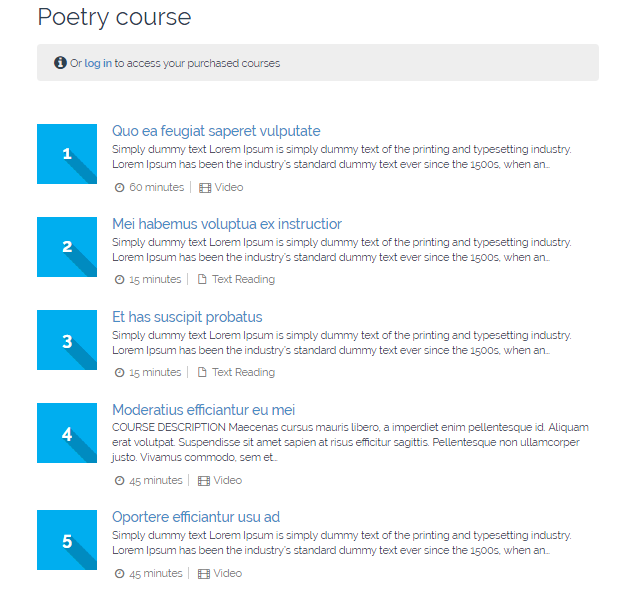 Poetry course
Or log in to access your purchased courses
1
Quo ea feugiat saperet vulputate
Simply dummy text Lorem Ipsum is simply dummy text of the printing and typesetting industry.
Lorem Ipsum has been the industry's standard dummy text ever since the 1500s, when an...
60 minutes | Video
2
Mei habemus voluptua ex instructior
Simply dummy text Lorem Ipsum is simply dummy text of the printing and typesetting industry.
Lorem Ipsum has been the industry's standard dummy text ever since the 1500s, when an...
15 minutes | Text Reading
3
Et has suscipit probatus
Simply dummy text Lorem Ipsum is simply dummy text of the printing and typesetting industry.
Lorem Ipsum has been the industry's standard dummy text ever since the 1500s, when an...
15 minutes | Text Reading
4
Moderatius efficiantur eu mei
COURSE DESCRIPTION Maecenas cursus mauris libero, a imperdiet enim pellentesque id. Aliquam
erat volutpat. Suspendisse sit amet sapien at risus efficitur sagittis. Pellentesque non ullamcorper
justo. Vivamus commodo, sem et...
45 minutes | Video
5
Oportere efficiantur usu ad
Simply dummy text Lorem Ipsum is simply dummy text of the printing and typesetting industry.
Lorem Ipsum has been the industry's standard dummy text ever since the 1500s, when an...
45 minutes | Video